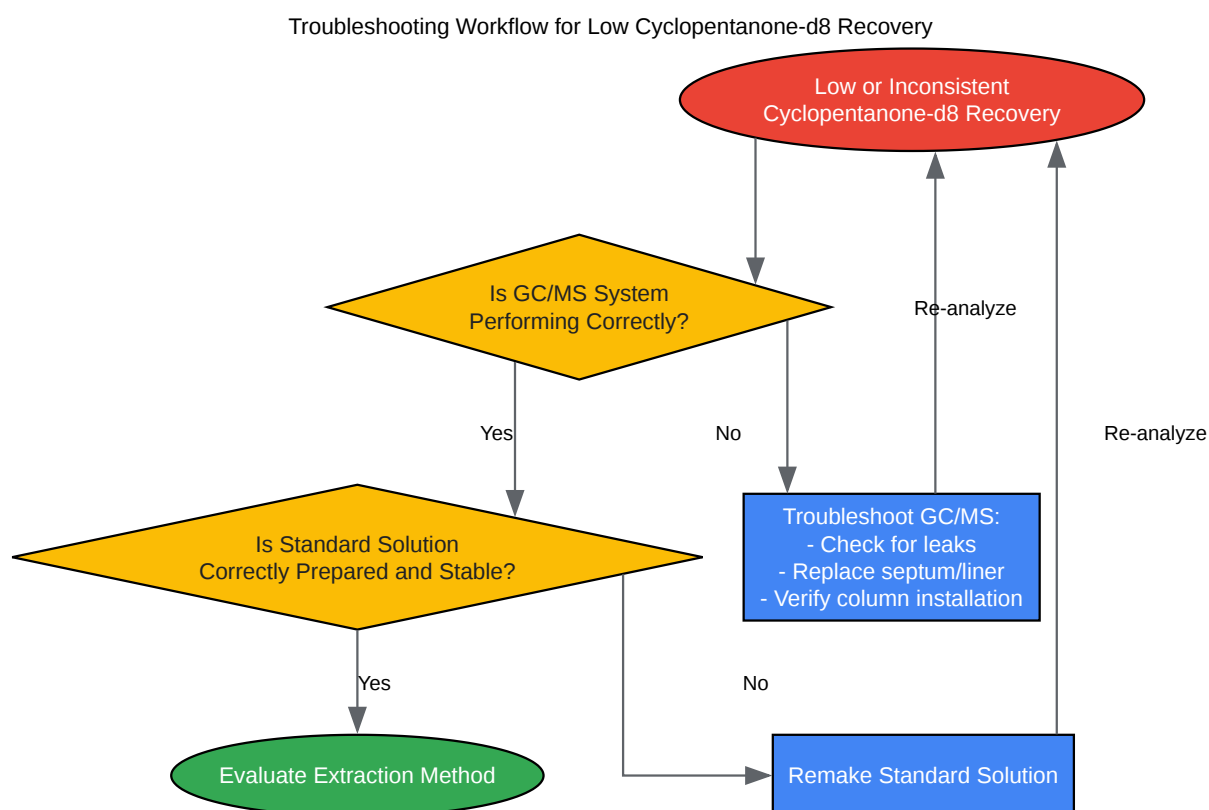 Troubleshooting Workflow for Low Cyclopentanone-d8 Recovery
Low or Inconsistent
Cyclopentanone-d8 Recovery
Is GC/MS System
Performing Correctly?
Re-analyze
Yes
No
Re-analyze
Is Standard Solution
Correctly Prepared and Stable?
Troubleshoot GC/MS:
- Check for leaks
- Replace septum/liner
- Verify column installation
Yes
No
Evaluate Extraction Method
Remake Standard Solution